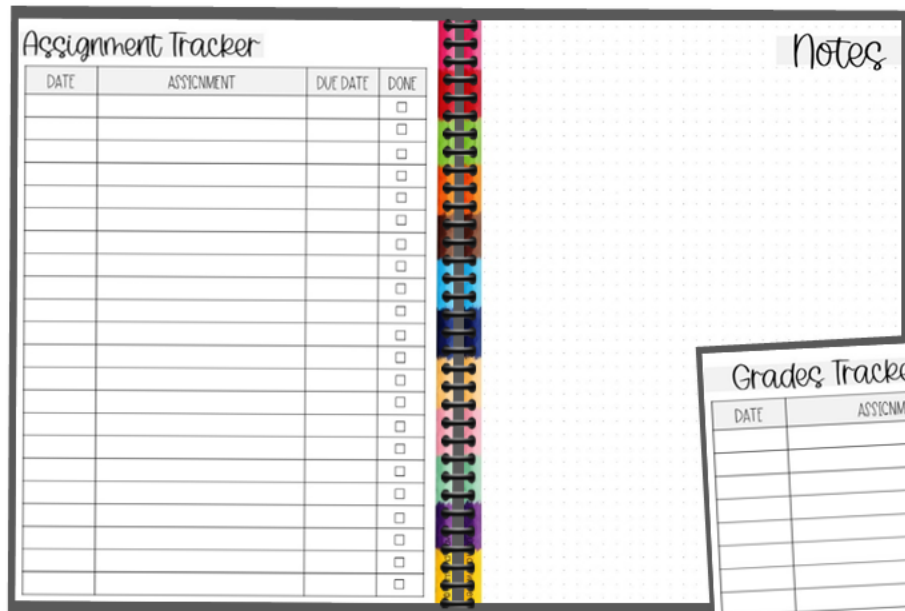 Assignment Tracker
DATE ASSIGNMENT DUE DATE DONE
Notes
Grades Tracke
DATE ASSIGNM